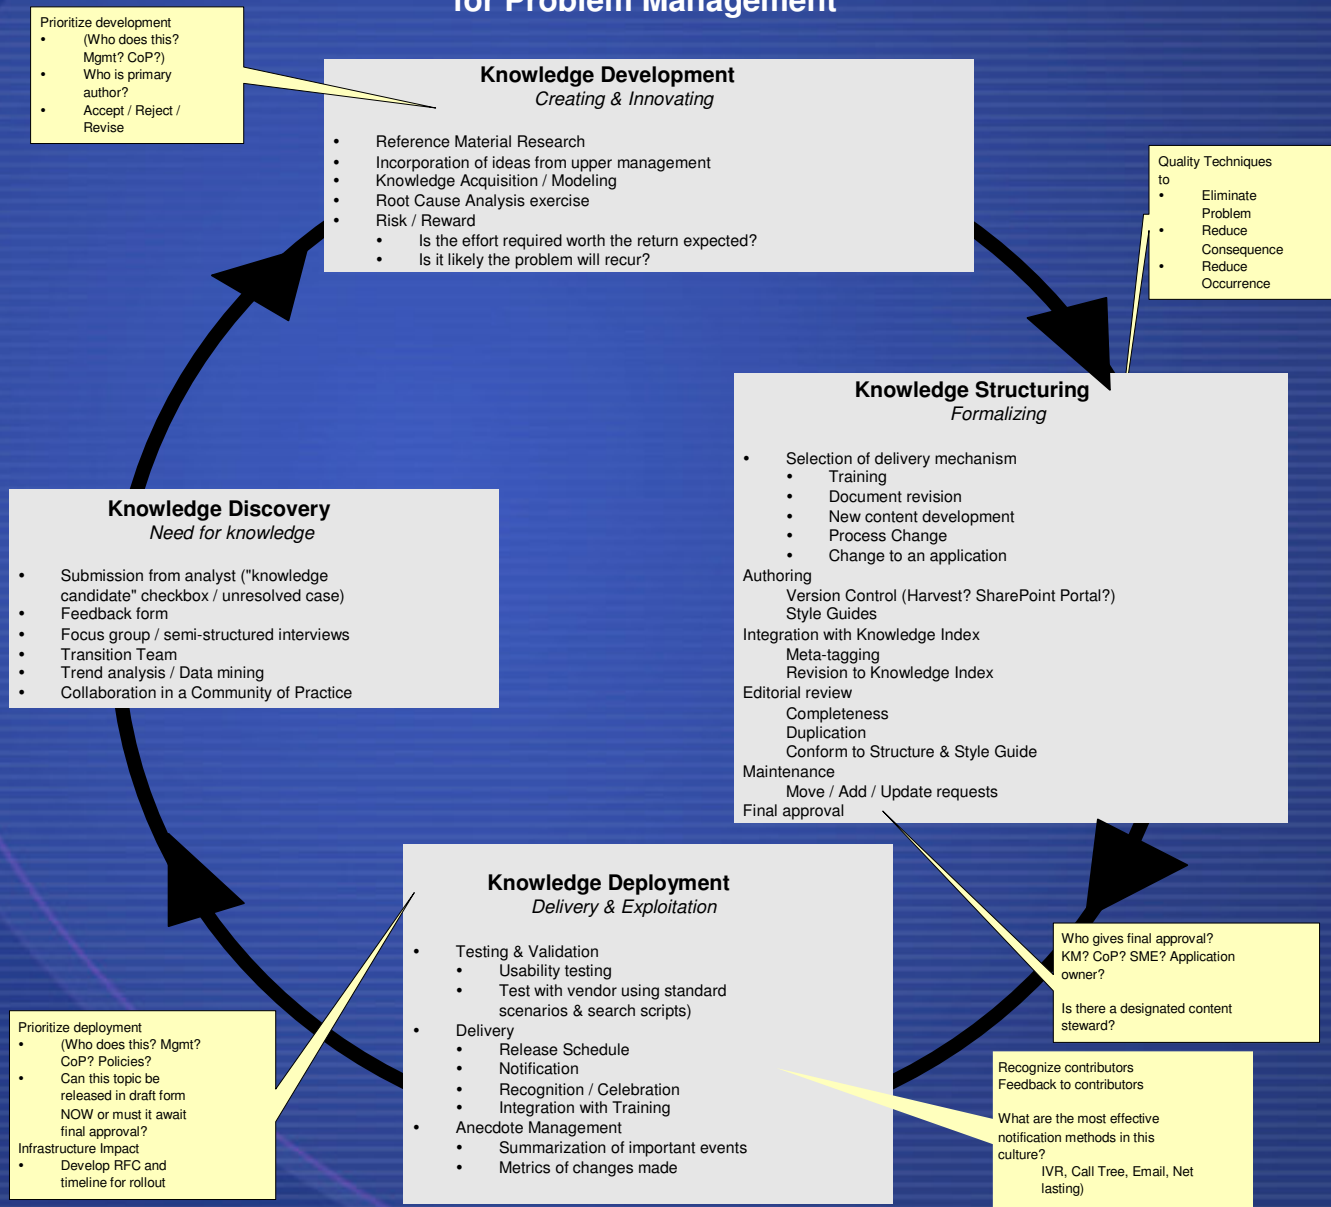 for Problem Management
Prioritize development
• (Who does this?
Mgmt? CoP?)
• Who is primary
author?
• Accept / Reject /
Revise
Knowledge Development
Creating & Innovating
• Reference Material Research
• Incorporation of ideas from upper management
• Knowledge Acquisition / Modeling
• Root Cause Analysis exercise
• Risk / Reward
• Is the effort required worth the return expected?
• Is it likely the problem will recur?
Quality Techniques
to
• Eliminate
Problem
• Reduce
Consequence
• Reduce
Occurrence
Knowledge Structuring
Formalizing
• Selection of delivery mechanism
• Training
• Document revision
• New content development
• Process Change
• Change to an application
Authoring
Version Control (Harvest? SharePoint Portal?)
Style Guides
Integration with Knowledge Index
Meta-tagging
Revision to Knowledge Index
Editorial review
Completeness
Duplication
Conform to Structure & Style Guide
Maintenance
Move / Add / Update requests
Final approval
Knowledge Discovery
Need for knowledge
• Submission from analyst ("knowledge
candidate" checkbox / unresolved case)
• Feedback form
• Focus group / semi-structured interviews
• Transition Team
• Trend analysis / Data mining
• Collaboration in a Community of Practice
Knowledge Deployment
Delivery & Exploitation
• Testing & Validation
• Usability testing
• Test with vendor using standard
scenarios & search scripts)
• Delivery
• Release Schedule
• Notification
• Recognition / Celebration
• Integration with Training
• Anecdote Management
• Summarization of important events
• Metrics of changes made
Who gives final approval?
KM? CoP? SME? Application
owner?
Is there a designated content
steward?
Prioritize deployment
• (Who does this? Mgmt?
CoP? Policies?
• Can this topic be
released in draft form
NOW or must it await
final approval?
Infrastructure Impact
• Develop RFC and
timeline for rollout
Recognize contributors
Feedback to contributors
What are the most effective
notification methods in this
culture?
IVR, Call Tree, Email, Net
lasting)